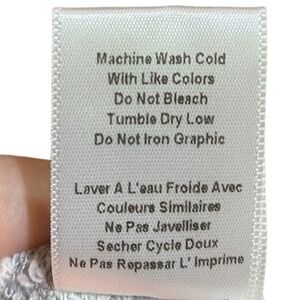 Machine Wash Cold
With Like Colors
Do Not Bleach
Tumble Dry Low
Do Not Iron Graphic
Laver A L'eau Froide Avec
Couleurs Similaires
Ne Pas Javelliser
Secher Cycle Doux
Ne Pas Repassar L' Imprime